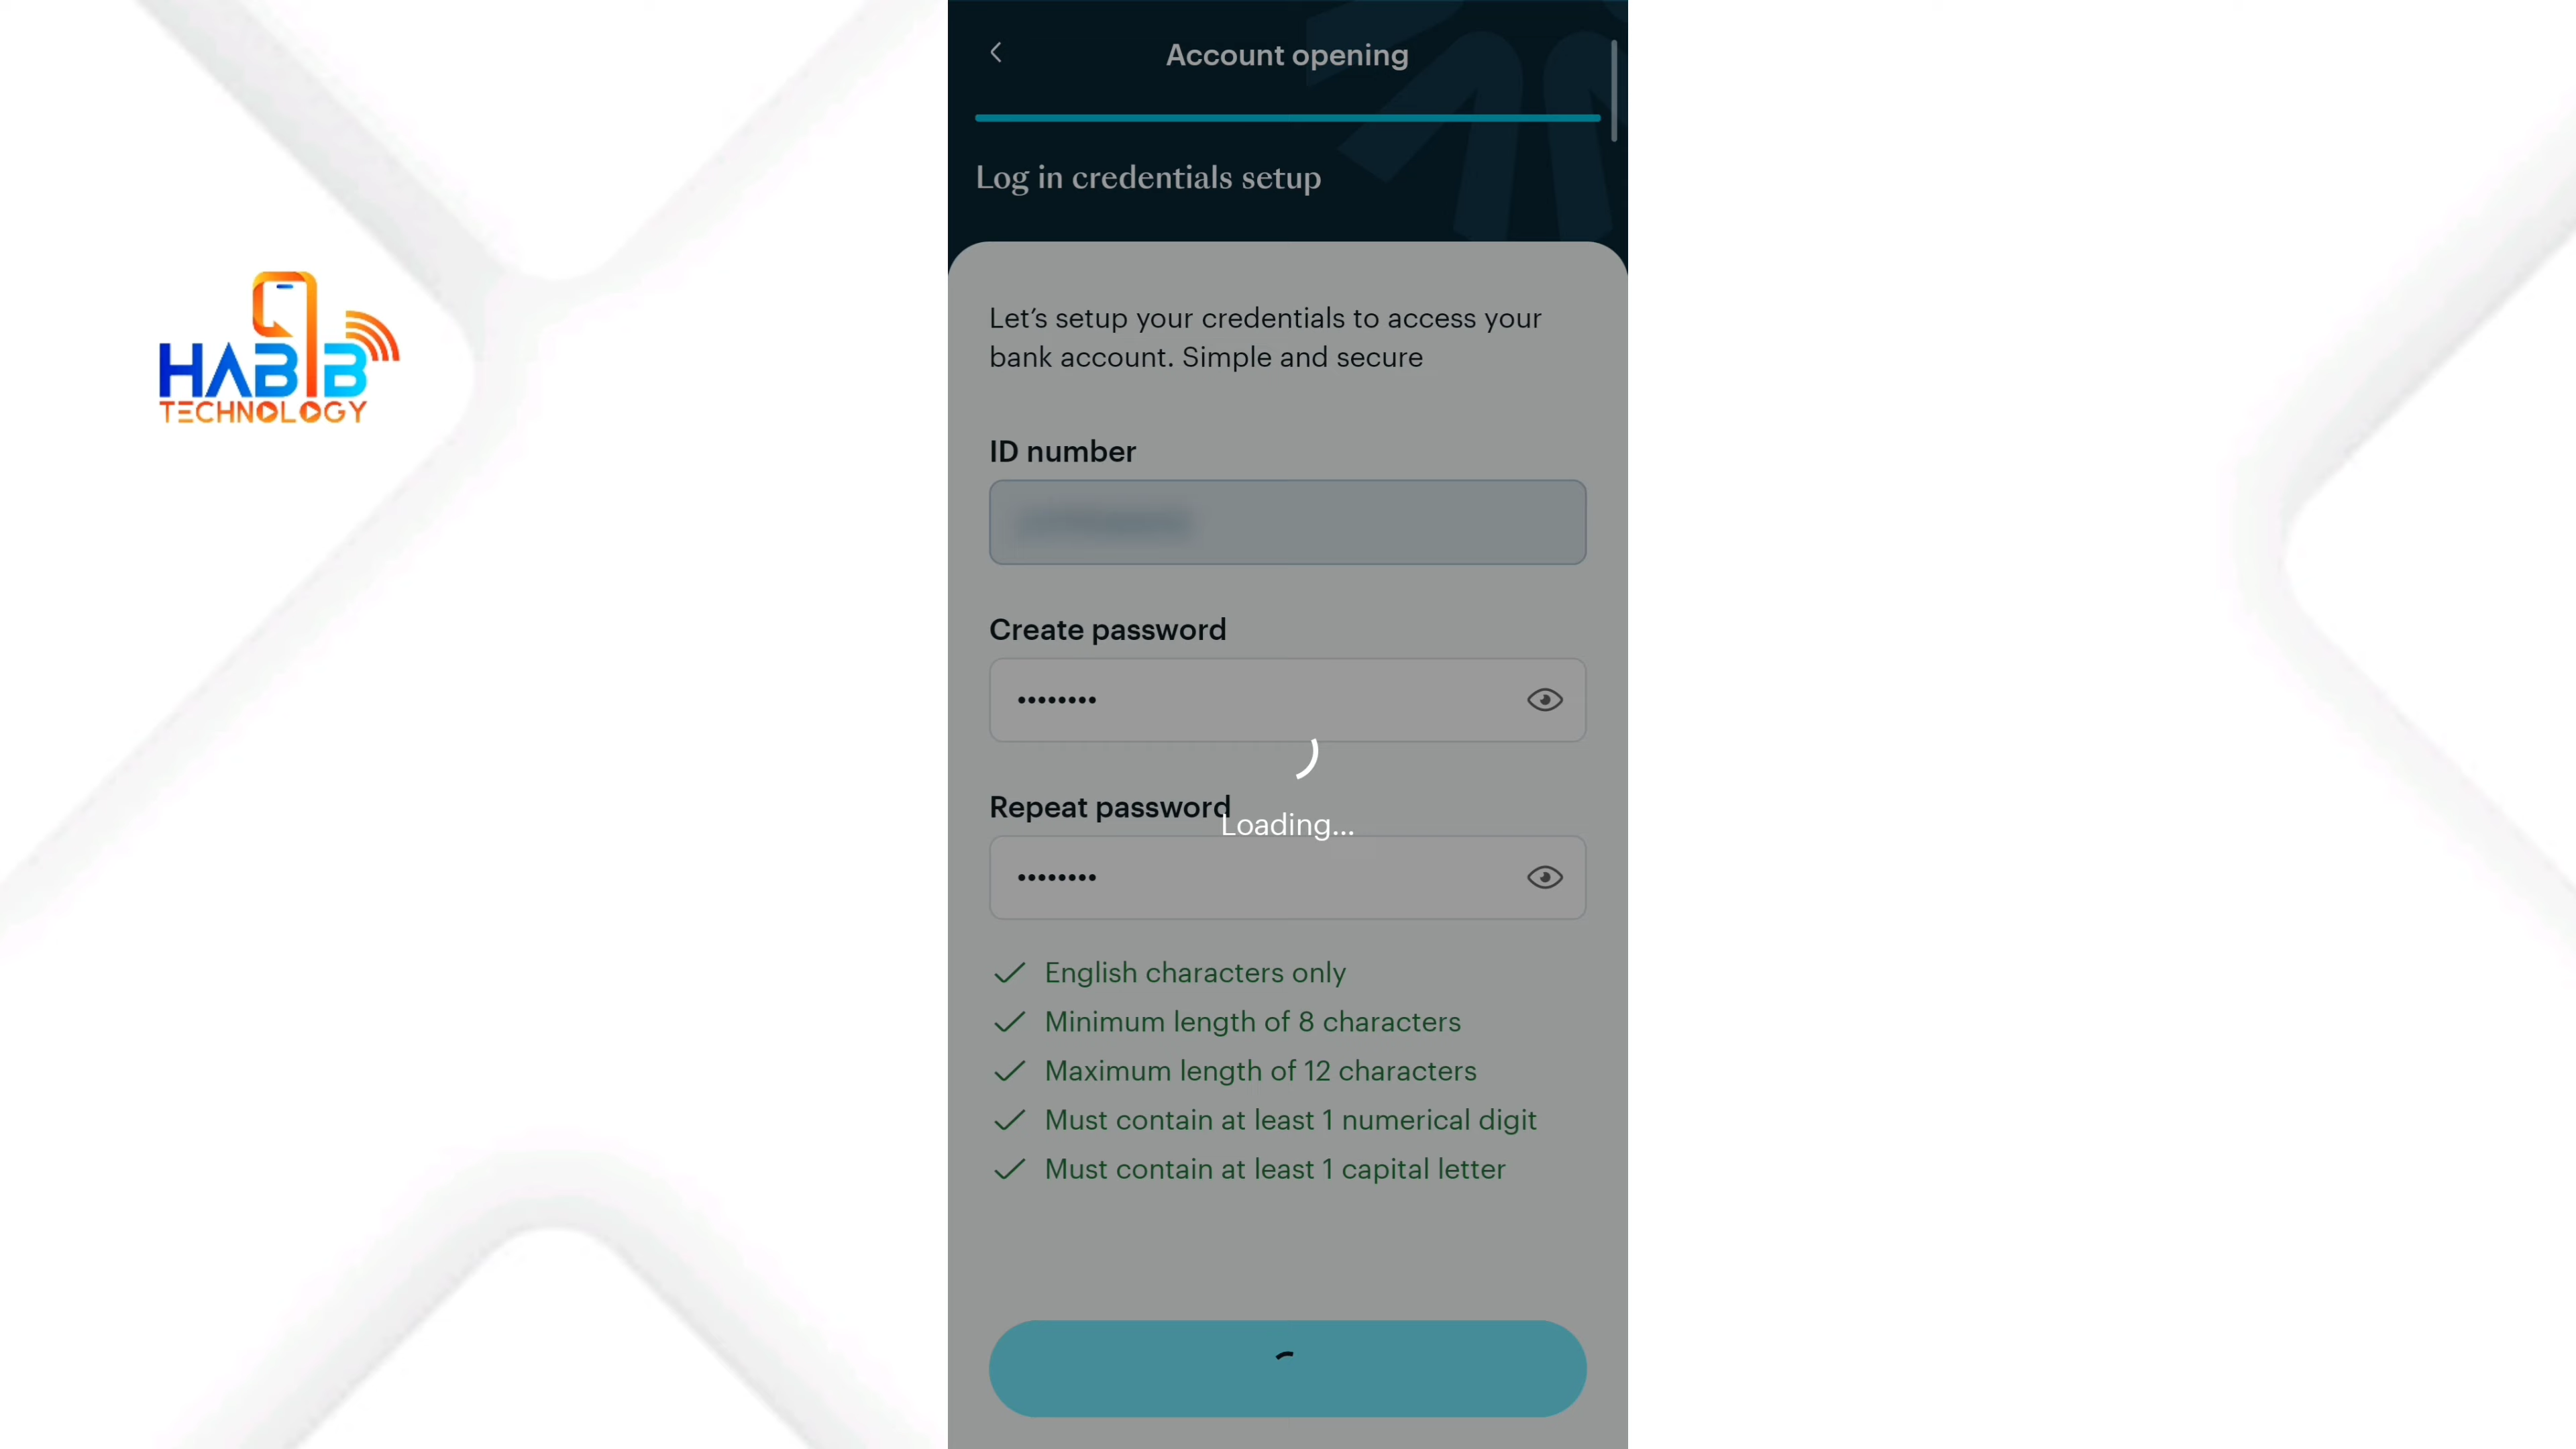 Account opening
Log in credentials setup
HABIB
TECHNOLOGY
Let's setup your credentials to access your
bank account. Simple and secure
ID number
Create password
••••••••
Repeat password
Loading...
••••••••
English characters only
Minimum length of 8 characters
Maximum length of 12 characters
Must contain at least 1 numerical digit
Must contain at least 1 capital letter